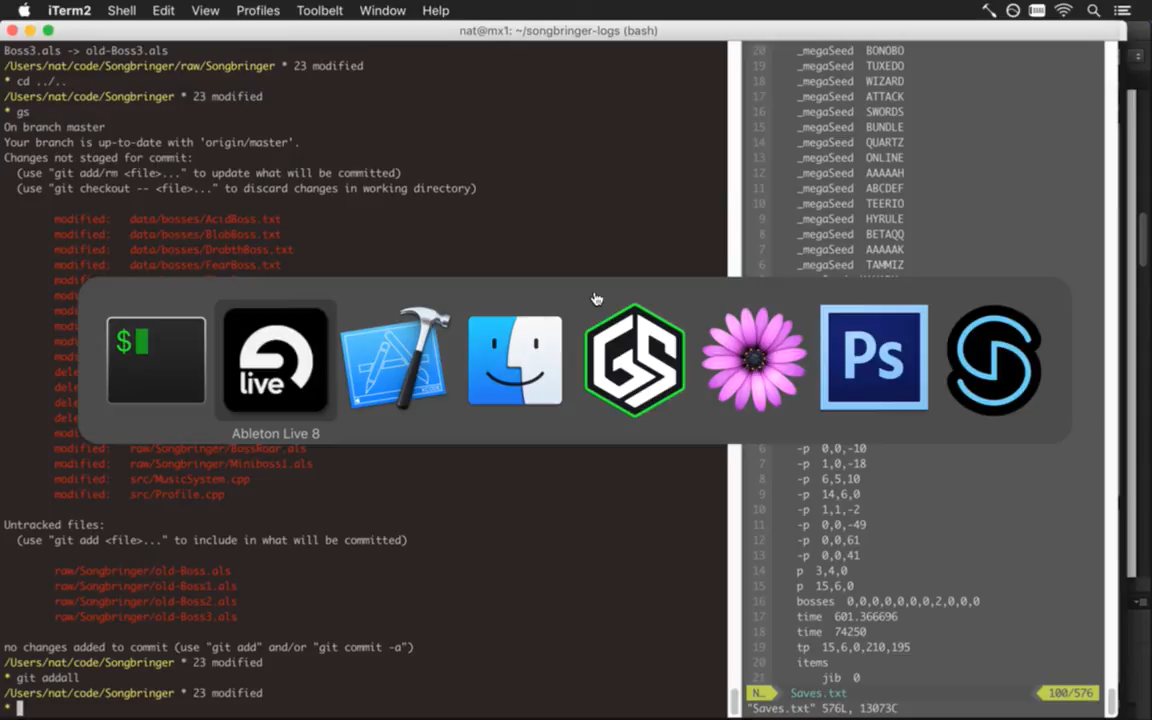 iTerm2 Shell Edit View Profiles Toolbelt Window Help
nat@mx1: ~/songbringer-logs (bash)
Boss3.als -> old-Boss3.als
/Users/nat/code/Songbringer/raw/Songbringer * 23 modified
* cd ../..
/Users/nat/code/Songbringer * 23 modified
* gs
On branch master
Your branch is up-to-date with 'origin/master'.
Changes not staged for commit:
(use "git add/rm <file>..." to update what will be committed)
(use "git checkout -- <file>..." to discard changes in working directory)
modified: data/bosses/AcidBoss.txt
modified: data/bosses/BlobBoss.txt
modified: data/bosses/DrabthBoss.txt
modified: data/bosses/FearBoss.txt
$
live
GS
Ps
Ableton Live 8
modified: raw/Songbringer/BossRoar.als
modified: raw/Songbringer/Miniboss1.als
modified: src/MusicSystem.cpp
modified: src/Profile.cpp
Untracked files:
(use "git add <file>..." to include in what will be committed)
raw/Songbringer/old-Boss.als
raw/Songbringer/old-Boss1.als
raw/Songbringer/old-Boss2.als
raw/Songbringer/old-Boss3.als
no changes added to commit (use "git add" and/or "git commit -a")
/Users/nat/code/Songbringer * 23 modified
* git addall
/Users/nat/code/Songbringer * 23 modified
*
20 _megaSeed BONOBO
19 _megaSeed TUXEDO
18 _megaSeed WIZARD
17 _megaSeed ATTACK
16 _megaSeed SWORDS
15 _megaSeed BUNDLE
14 _megaSeed QUARTZ
13 _megaSeed ONLINE
12 _megaSeed AAAAAH
11 _megaSeed ABCDEF
10 _megaSeed TEERIO
9 _megaSeed HYRULE
8 _megaSeed BETAQQ
7 _megaSeed AAAAAK
6 _megaSeed TAMMIZ
6 -p 0,0,-10
7 -p 1,0,-18
8 -p 6,5,10
9 -p 14,6,0
10 -p 1,1,-2
11 -p 0,0,-49
12 -p 0,0,61
13 -p 0,0,41
14 p 3,4,0
15 p 15,6,0
16 bosses 0,0,0,0,0,0,0,2,0,0,0
17 time 601.366696
18 time 74250
19 tp 15,6,0,210,195
20 items
21 jib 0
N… Saves.txt 100/576
"Saves.txt" 576L, 13073C